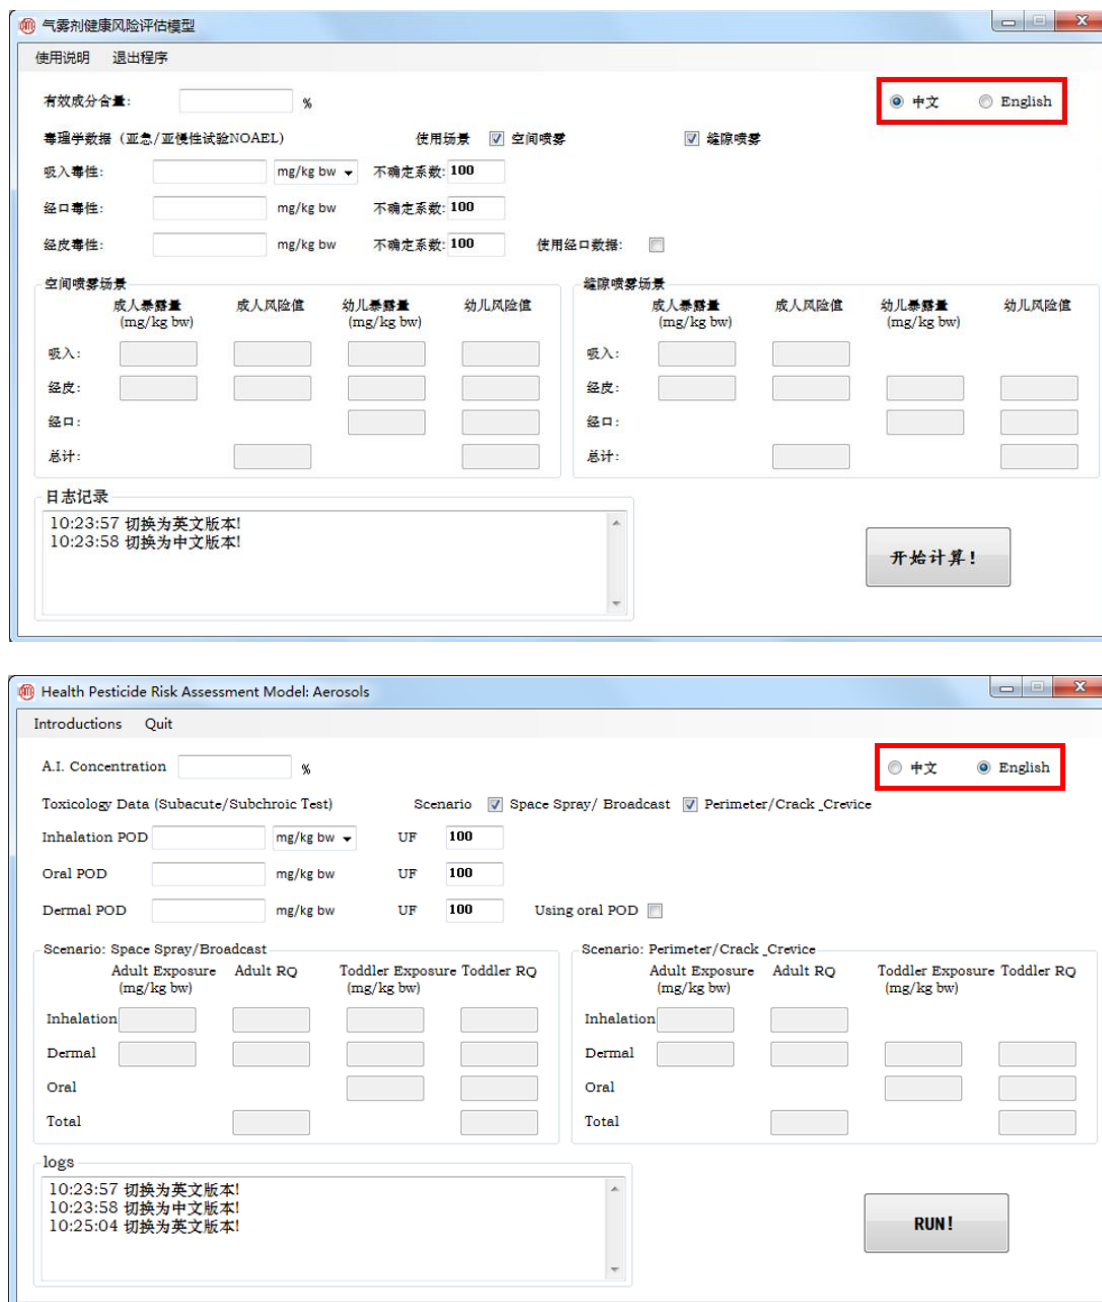 气雾剂健康风险评估模型
使用说明 退出程序
有效成分含量: %
中文 English
毒理学数据 (亚急/亚慢性试验NOAEL) 使用场景 空间喷雾 缝隙喷雾
吸入毒性: mg/kg bw 不确定系数: 100
经口毒性: mg/kg bw 不确定系数: 100
经皮毒性: mg/kg bw 不确定系数: 100 使用经口数据:
空间喷雾场景
成人暴露量 成人风险值 幼儿暴露量 幼儿风险值
(mg/kg bw) (mg/kg bw)
吸入:
经皮:
经口:
总计:
缝隙喷雾场景
成人暴露量 成人风险值 幼儿暴露量 幼儿风险值
(mg/kg bw) (mg/kg bw)
吸入:
经皮:
经口:
总计:
日志记录
10:23:57 切换为英文版本!
10:23:58 切换为中文版本!
开始计算!
Health Pesticide Risk Assessment Model: Aerosols
Introductions Quit
A.I. Concentration %
中文 English
Toxicology Data (Subacute/Subchroic Test) Scenario Space Spray/ Broadcast Perimeter/Crack_Crevice
Inhalation POD mg/kg bw UF 100
Oral POD mg/kg bw UF 100
Dermal POD mg/kg bw UF 100 Using oral POD
Scenario: Space Spray/Broadcast
Adult Exposure Adult RQ Toddler Exposure Toddler RQ
(mg/kg bw) (mg/kg bw)
Inhalation
Dermal
Oral
Total
Scenario: Perimeter/Crack_Crevice
Adult Exposure Adult RQ Toddler Exposure Toddler RQ
(mg/kg bw) (mg/kg bw)
Inhalation
Dermal
Oral
Total
logs
10:23:57 切换为英文版本!
10:23:58 切换为中文版本!
10:25:04 切换为英文版本!
RUN!